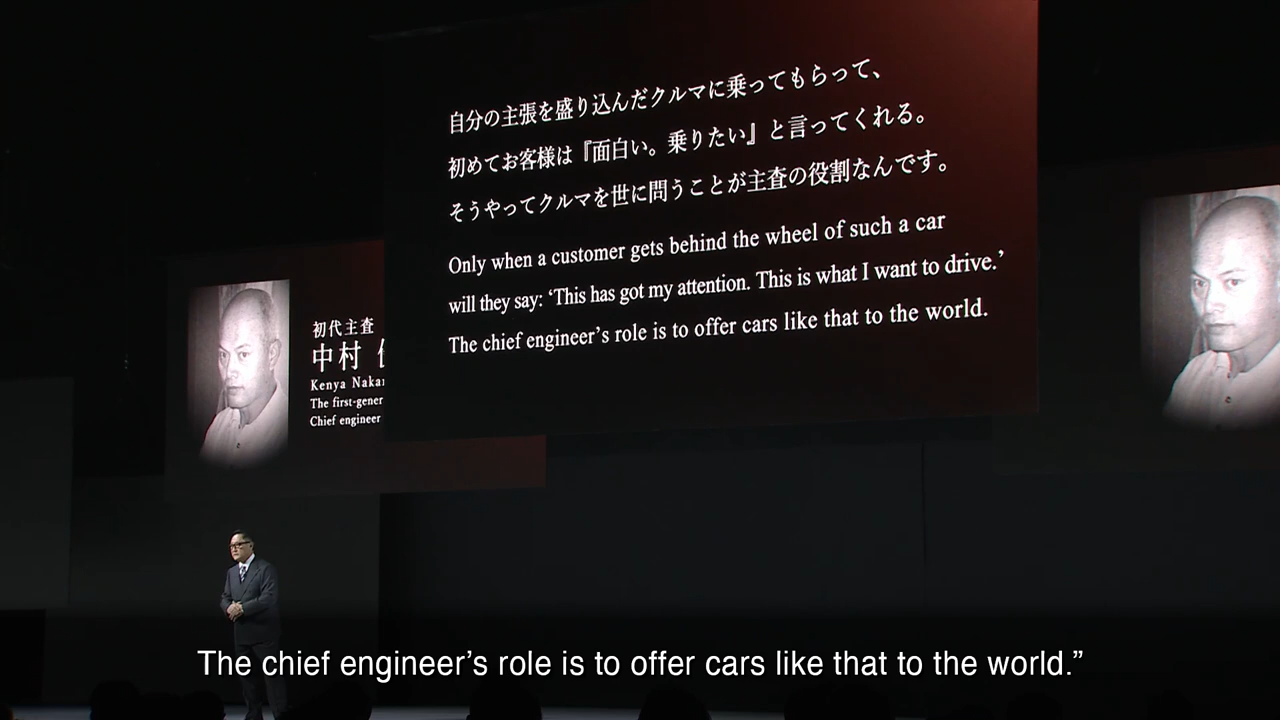 自分の主張を盛り込んだクルマに乗ってもらって、
初めてお客様は『面白い。乗りたい』と言ってくれる。
そうやってクルマを世に問うことが主査の役割なんです。
Only when a customer gets behind the wheel of such a car
will they say: ‘This has got my attention. This is what I want to drive.’
The chief engineer’s role is to offer cars like that to the world.
初代主査
中村
Kenya
The first-gener
Chief engineer
The chief engineer’s role is to offer cars like that to the world.”